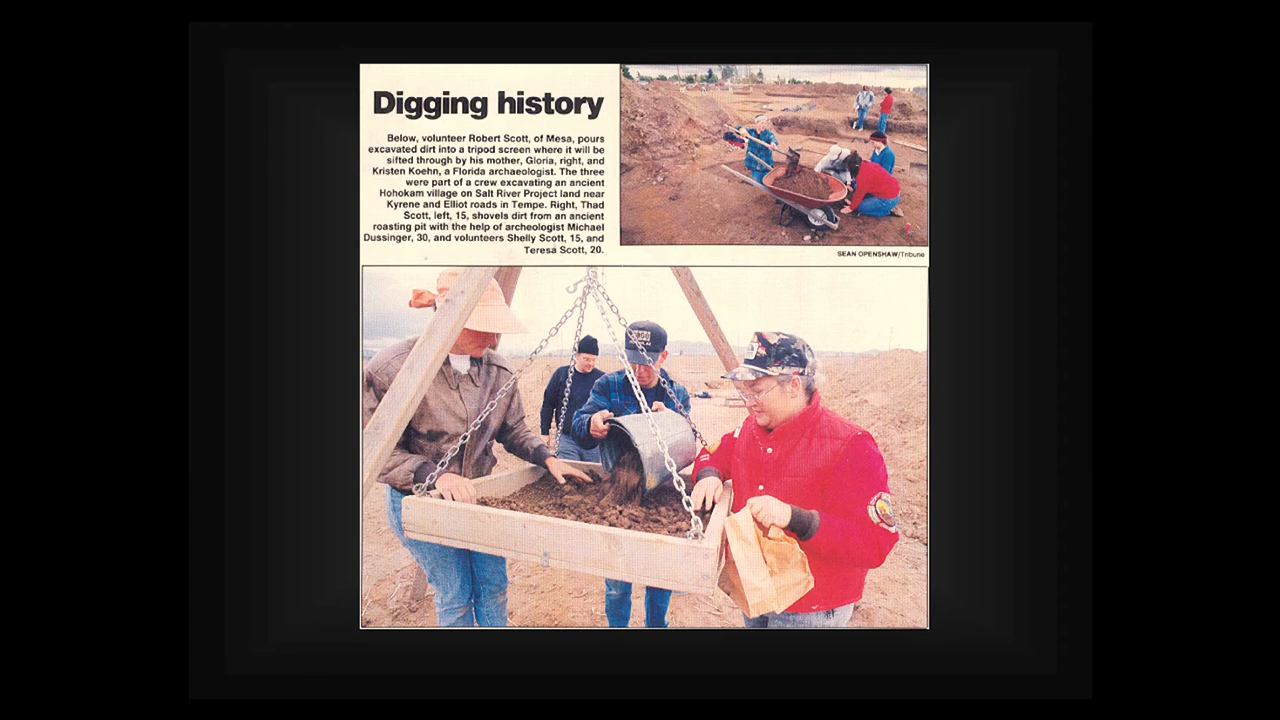 Digging history
Below, volunteer Robert Scott, of Mesa, pours
excavated dirt into a tripod screen where it will be
sifted through by his mother, Gloria, right, and
Kristen Koehn, a Florida archaeologist. The three
were part of a crew excavating an ancient
Hohokam village on Salt River Project land near
Kyrene and Elliot roads in Tempe. Right, Thad
Scott, left, 15, shovels dirt from an ancient
roasting pit with the help of archeologist Michael
Dussinger, 30, and volunteers Shelly Scott, 15, and
Teresa Scott, 20.
SEAN OPENSHAW/Tribune